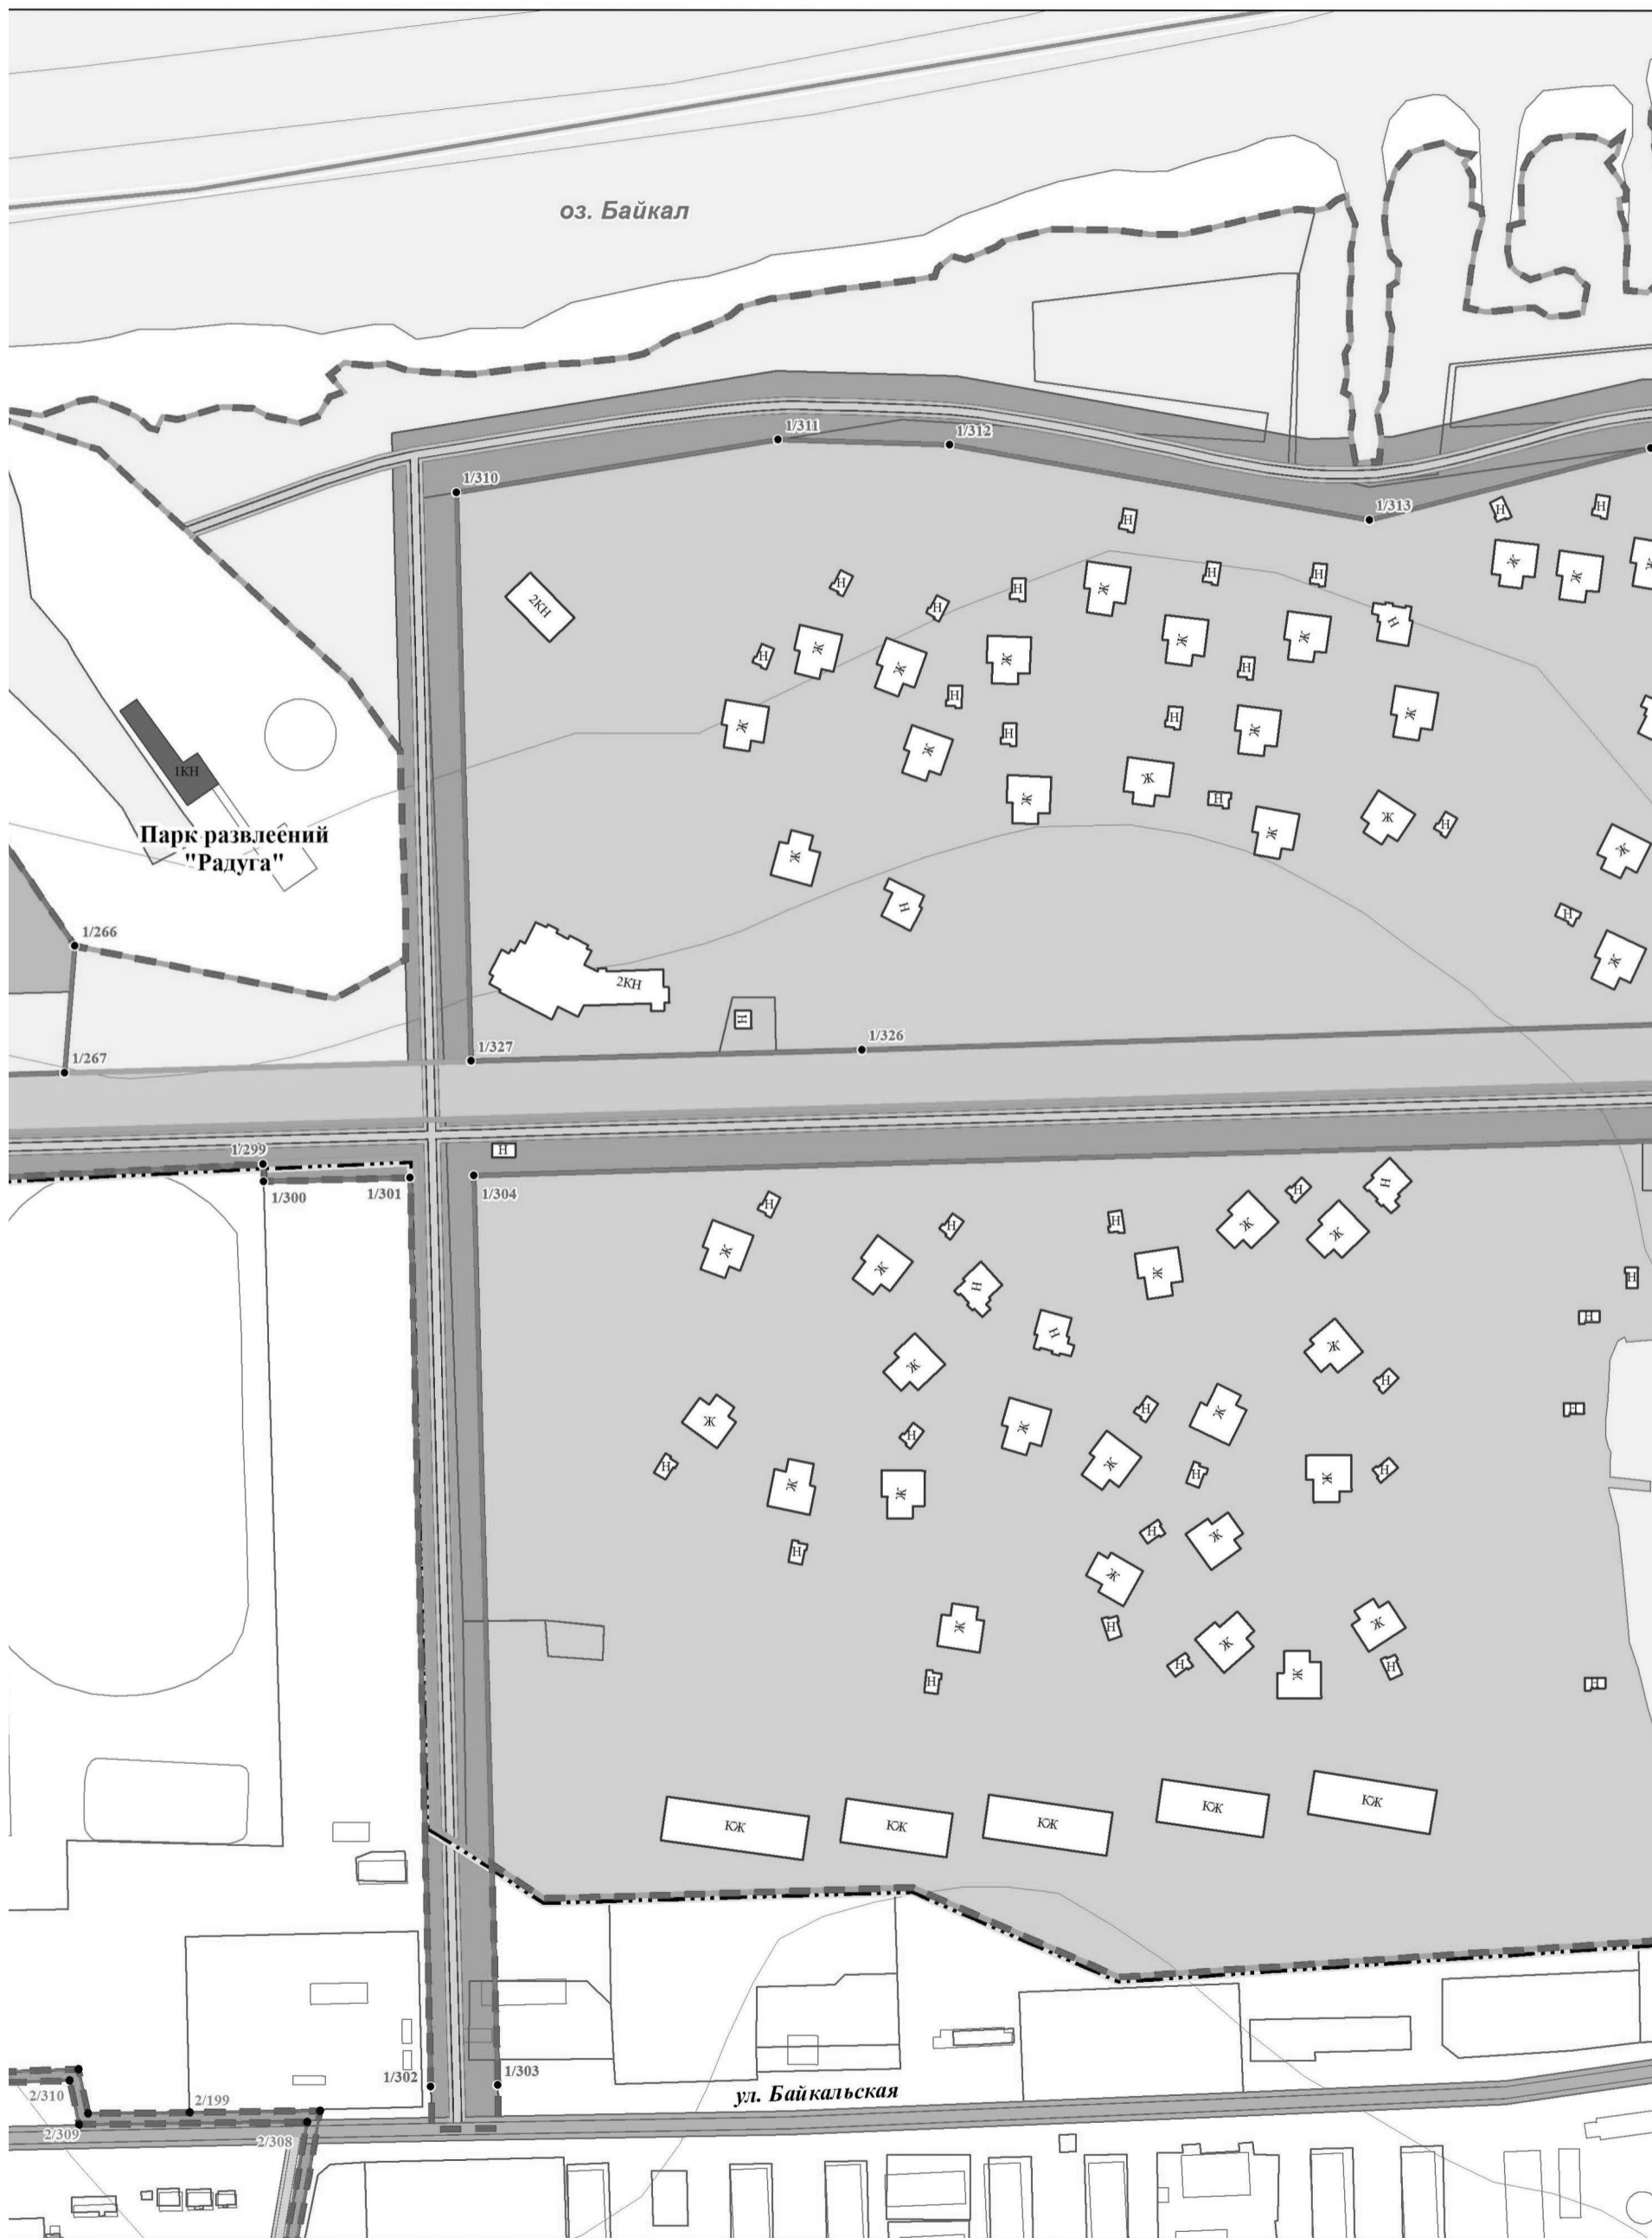 оз. Байкал
1/311
1/312
1/310
1/313
Н
Н
Н
Ж
Ж
Ж
2КН
Н
Н
Н
Ж
Н
Н
Н
Н
Ж
Ж
Ж
Ж
Ж
Н
Н
Н
Ж
Ж
Н
Н
Ж
Ж
1КН
Ж
Ж
Н
Ж
Ж
Н
Парк развлеений
"Радуга"
Ж
Ж
Н
Н
1/266
Ж
2КН
Н
1/326
1/327
1/267
1/299
Н
1/300
1/301
1/304
Н
Н
Н
Н
Н
Ж
Ж
Ж
Ж
Ж
Н
Н
Н
Н
Ж
Ж
Н
Ж
Ж
Н
Ж
Н
Н
Ж
Ж
Н
Н
Ж
Н
Ж
Ж
Н
Ж
Н
Ж
Ж
Н
Ж
Ж
Н
Н
Ж
Н
Н
КЖ
КЖ
КЖ
КЖ
КЖ
1/302
1/303
2/310
2/199
ул. Байкальская
2/309
2/308